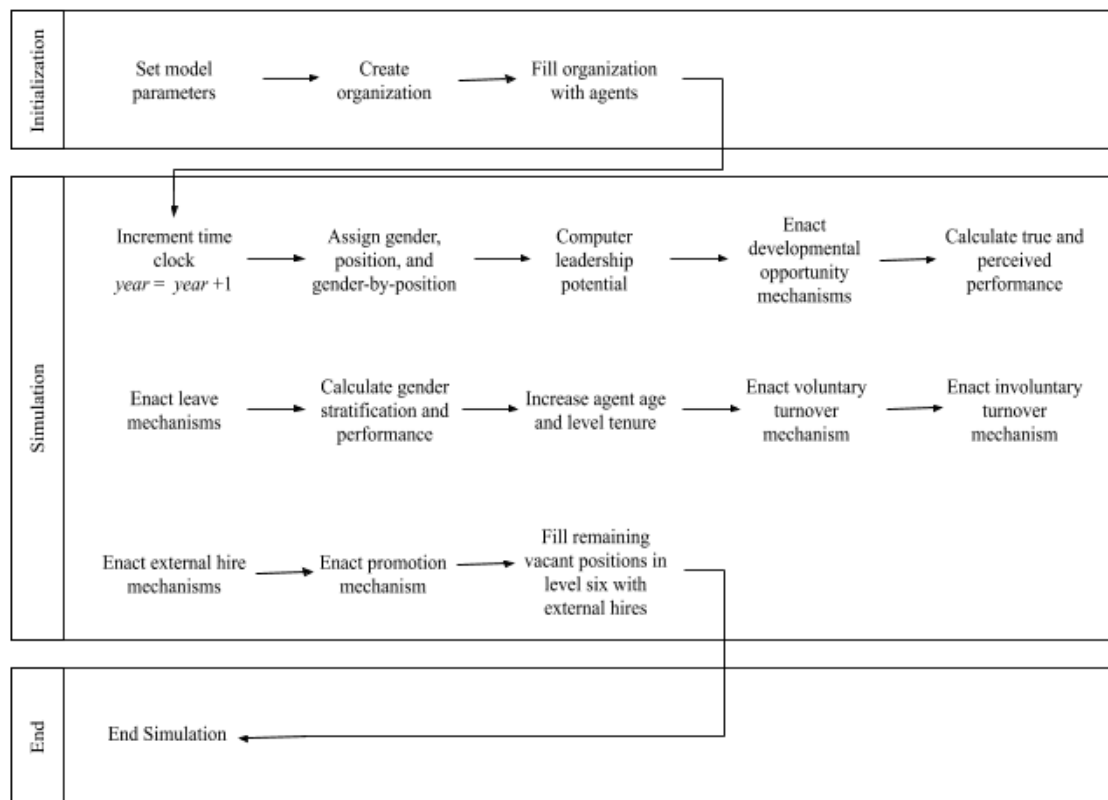 Initialization
Set model
parameters
Create
organization
Fill organization
with agents
Simulation
Increment time
clock
year = year +1
Assign gender,
position, and
gender-by-position
Computer
leadership
potential
Enact
developmental
opportunity
mechanisms
Calculate true and
perceived
performance
Enact leave
mechanisms
Calculate gender
stratification and
performance
Increase agent age
and level tenure
Enact voluntary
turnover
mechanism
Enact involuntary
turnover
mechanism
Enact external hire
mechanisms
Enact promotion
mechanism
Fill remaining
vacant positions in
level six with
external hires
End
End Simulation